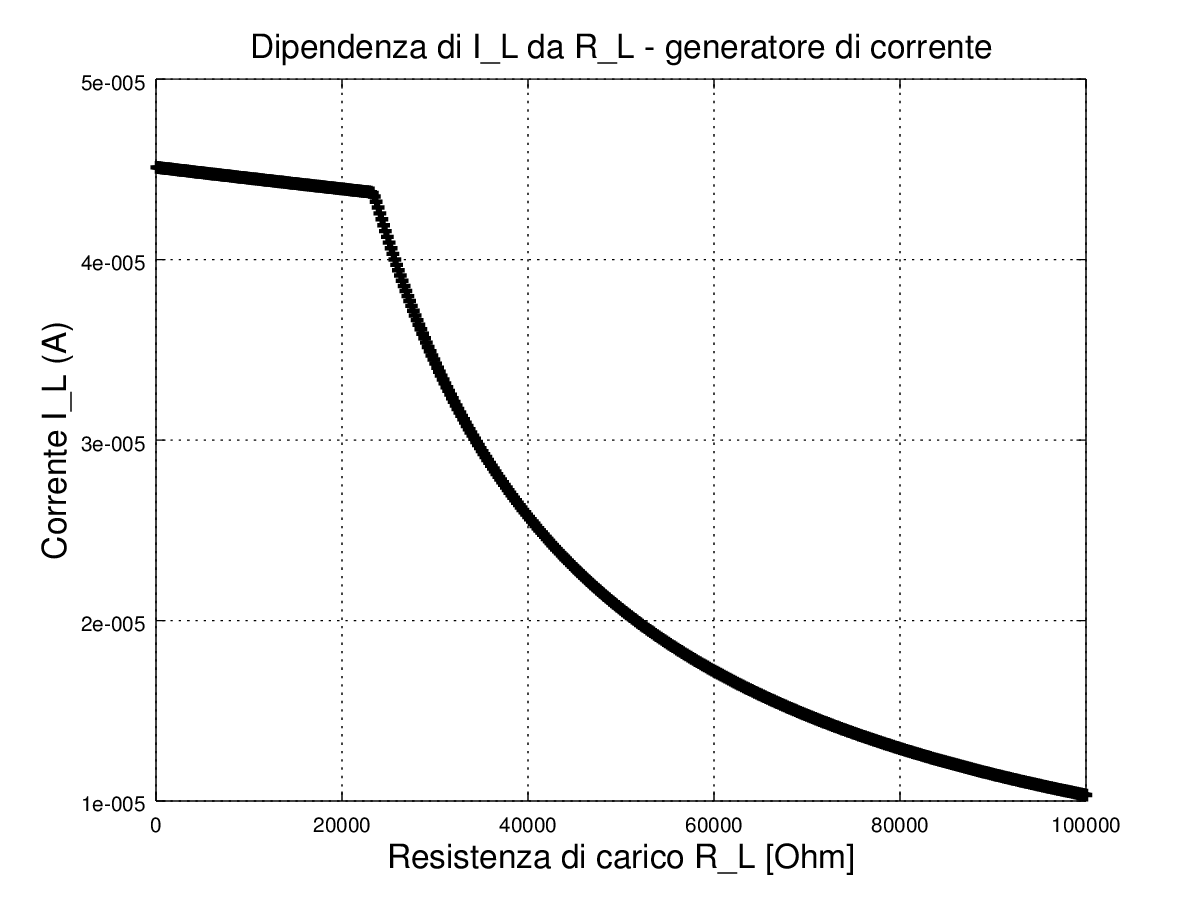 Dipendenza di I_L da R_L - generatore di corrente
5e-005
4e-005
3e-005
2e-005
1e-005
Corrente I_L (A)
0 20000 40000 60000 80000 100000
Resistenza di carico R_L [Ohm]